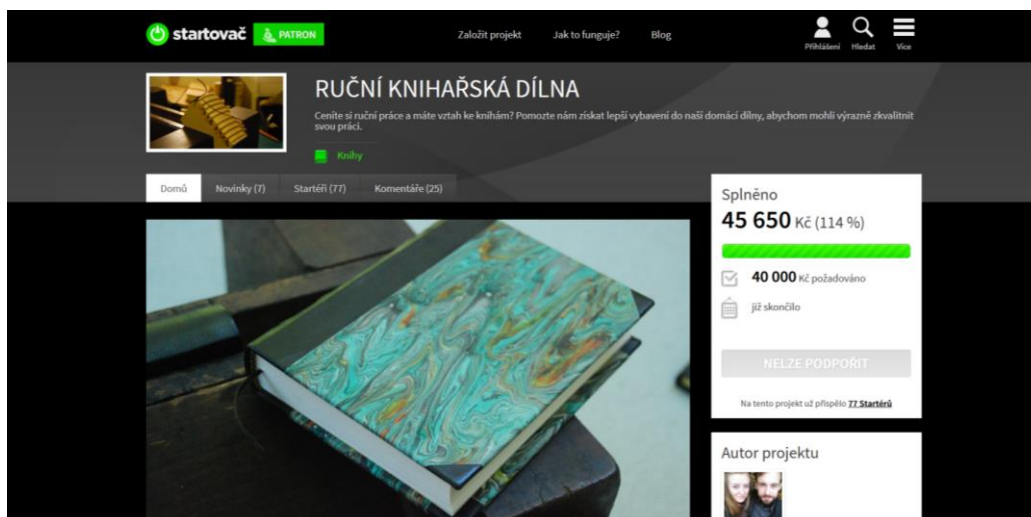 startovač PATRON Založit projekt Jak to funguje? Blog Přihlášení Hledat Více
RUČNÍ KNIHAŘSKÁ DÍLNA
Ceníte si ruční práce a máte vztah ke knihám? Pomozte nám získat lepší vybavení do naší domácí dílny, abychom mohli výrazně zkvalitnit
svou práci.
Knihy
Domů Novinky (7) Startéři (77) Komentáře (25)
Splněno
45 650 Kč (114 %)
40 000 Kč požadováno
již skončilo
NELZE PODPOŘIT
Na tento projekt už přispělo 77 Startérů
Autor projektu